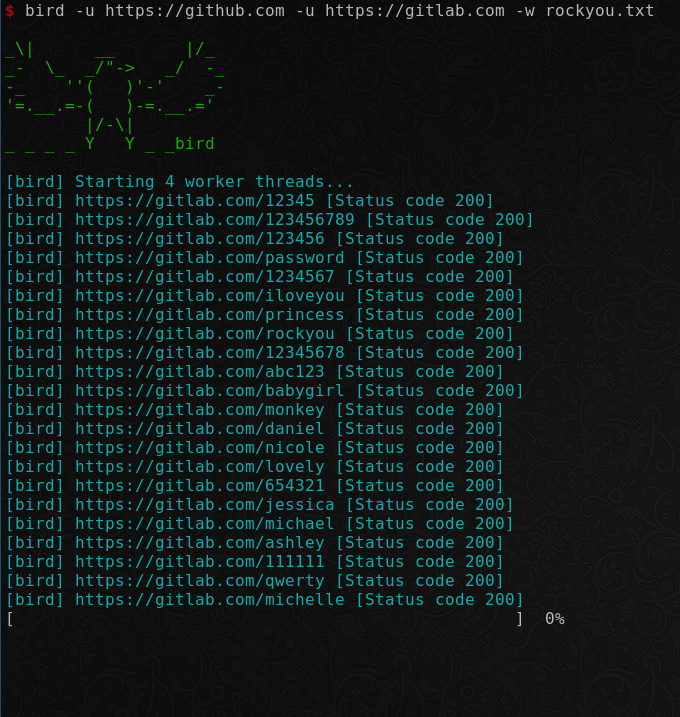 $ bird -u https://github.com -u https://gitlab.com -w rockyou.txt
_\|      __       |/_
_-  \_  _/"->   _/  -_
-_    ''(   )'-'    _-
'=.__.=-(   )-=.__.='
        |/-\|
_ _ _ _ Y   Y _ _bird
[bird] Starting 4 worker threads...
[bird] https://gitlab.com/12345 [Status code 200]
[bird] https://gitlab.com/123456789 [Status code 200]
[bird] https://gitlab.com/123456 [Status code 200]
[bird] https://gitlab.com/password [Status code 200]
[bird] https://gitlab.com/1234567 [Status code 200]
[bird] https://gitlab.com/iloveyou [Status code 200]
[bird] https://gitlab.com/princess [Status code 200]
[bird] https://gitlab.com/rockyou [Status code 200]
[bird] https://gitlab.com/12345678 [Status code 200]
[bird] https://gitlab.com/abc123 [Status code 200]
[bird] https://gitlab.com/babygirl [Status code 200]
[bird] https://gitlab.com/monkey [Status code 200]
[bird] https://gitlab.com/daniel [Status code 200]
[bird] https://gitlab.com/nicole [Status code 200]
[bird] https://gitlab.com/lovely [Status code 200]
[bird] https://gitlab.com/654321 [Status code 200]
[bird] https://gitlab.com/jessica [Status code 200]
[bird] https://gitlab.com/michael [Status code 200]
[bird] https://gitlab.com/ashley [Status code 200]
[bird] https://gitlab.com/111111 [Status code 200]
[bird] https://gitlab.com/qwerty [Status code 200]
[bird] https://gitlab.com/michelle [Status code 200]
[                                                  ]  0%